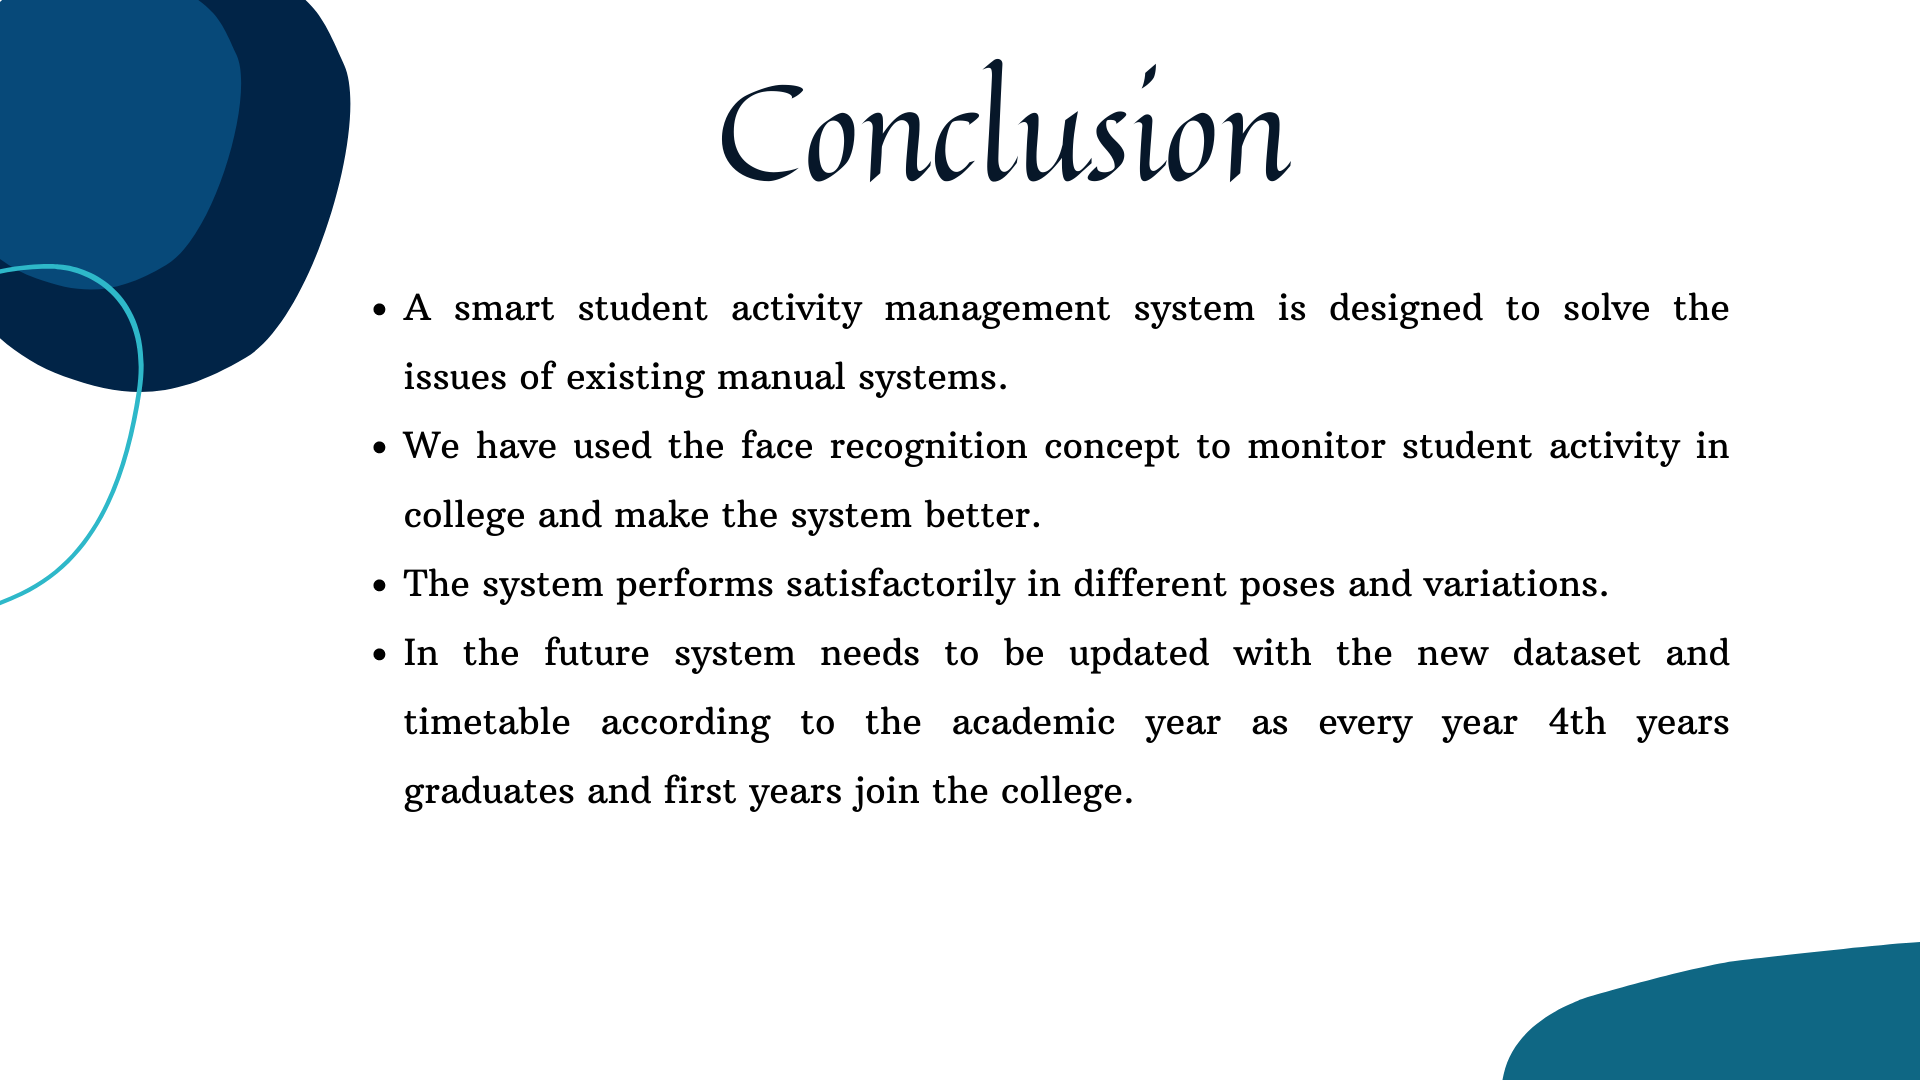 Conclusion
• A smart student activity management system is designed to solve the
issues of existing manual systems.
• We have used the face recognition concept to monitor student activity in
college and make the system better.
• The system performs satisfactorily in different poses and variations.
• In the future system needs to be updated with the new dataset and
timetable according to the academic year as every year 4th years
graduates and first years join the college.